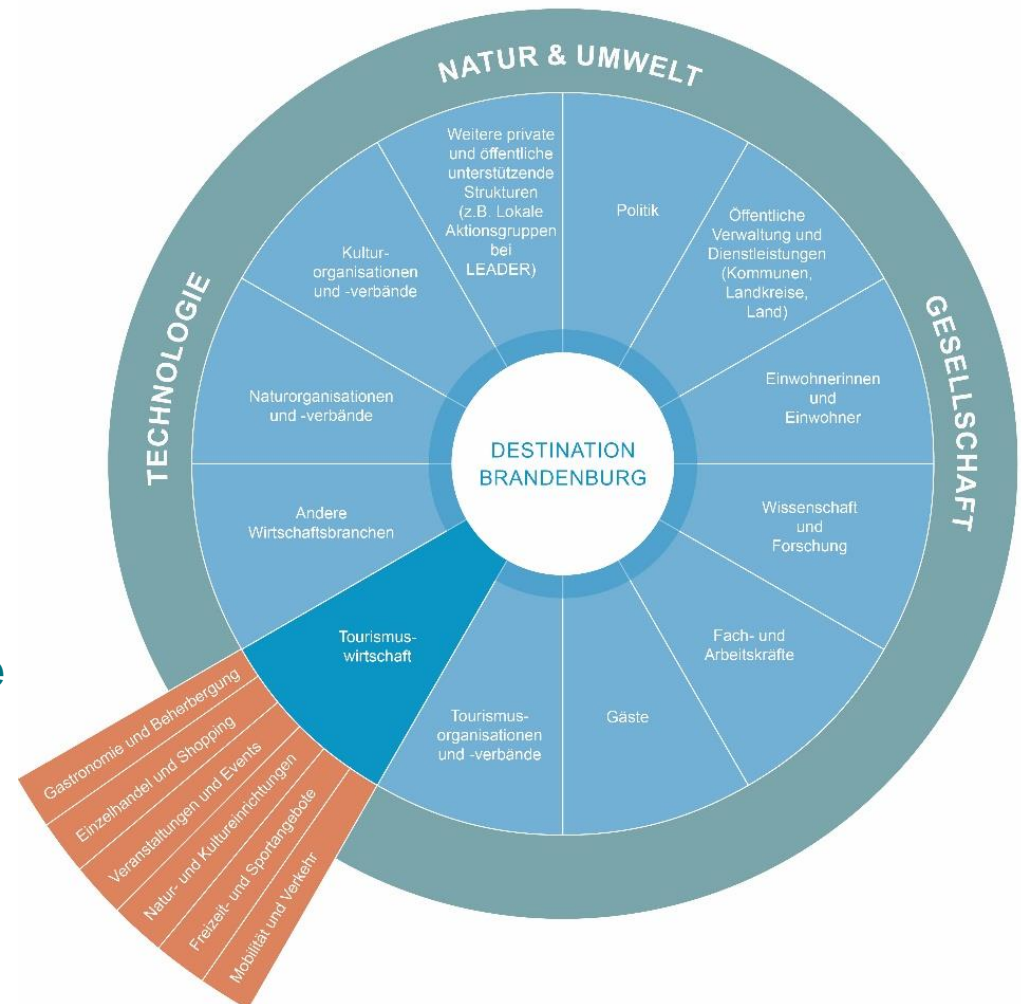 NATUR & UMWELT
GESELLSCHAFT
TECHNOLOGIE
Weitere private
und öffentliche
unterstützende
Strukturen
(z.B. Lokale
Aktionsgruppen
bei
LEADER)
Politik
Öffentliche
Verwaltung und
Dienstleistungen
(Kommunen,
Landkreise,
Land)
Einwohnerinnen
und
Einwohner
Wissenschaft
und
Forschung
Fach- und
Arbeitskräfte
Gäste
Tourismus-
organisationen
und -verbände
Tourismus-
wirtschaft
Andere
Wirtschaftsbranchen
Naturorganisationen
und -verbände
Kultur-
organisationen
und -verbände
DESTINATION
BRANDENBURG
e
Gastronomie und Beherbergung
Einzelhandel und Shopping
Veranstaltungen und Events
Natur- und Kultureinrichtungen
Freizeit- und Sportangebote
Mobilität und Verkehr